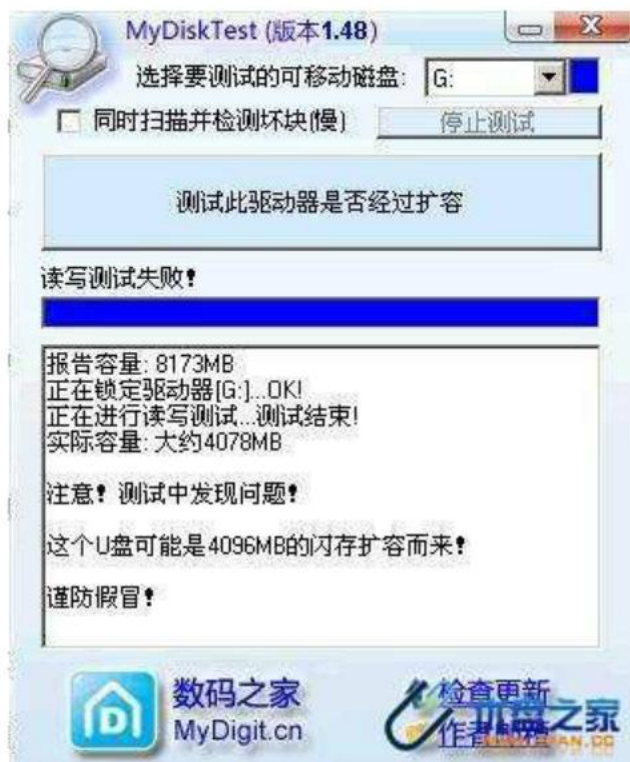 MyDiskTest (版本1.48)
选择要测试的可移动磁盘: G:
同时扫描并检测坏块(慢) 停止测试
测试此驱动器是否经过扩容
读写测试失败!
报告容量: 8173MB
正在锁定驱动器[G:]...OK!
正在进行读写测试...测试结束!
实际容量: 大约4078MB
注意! 测试中发现问题!
这个U盘可能是4096MB的闪存扩容而来!
谨防假冒!
数码之家
MyDigit.cn
检查更新
盘之家